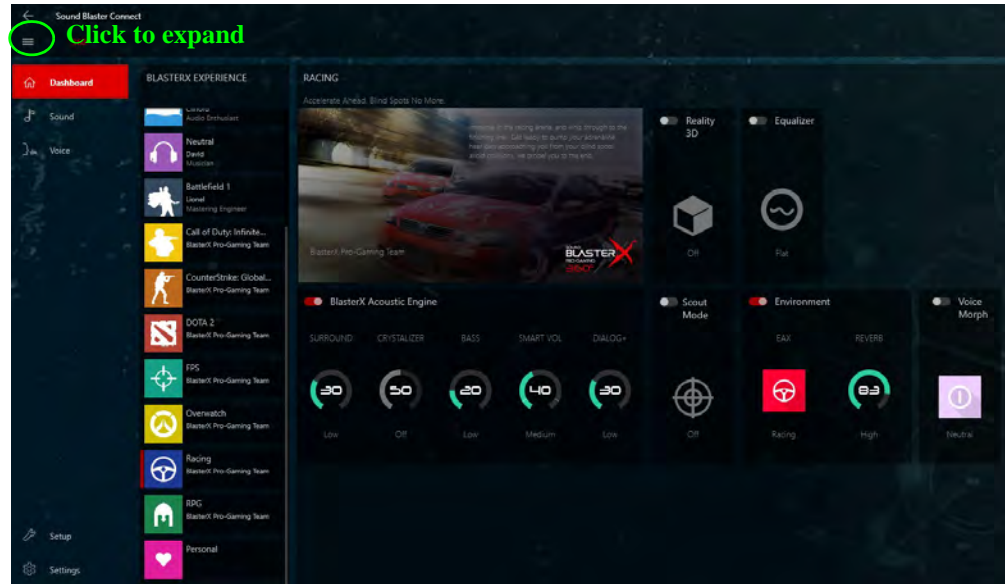 Sound Blaster Connect
Click to expand
Dashboard
Sound
Voice
Setup
Settings
BLASTERX EXPERIENCE
Audio Enthusiast
Neutral
David
Musician
Battlefield 1
Lionel
Mastering Engineer
Call of Duty: Infinite...
BlasterX Pro-Gaming Team
CounterStrike: Global...
BlasterX Pro-Gaming Team
DOTA 2
BlasterX Pro-Gaming Team
FPS
BlasterX Pro-Gaming Team
Overwatch
BlasterX Pro-Gaming Team
Racing
BlasterX Pro-Gaming Team
RPG
BlasterX Pro-Gaming Team
Personal
RACING
Accelerate Ahead. Blind Spots No More.
BlasterX Pro-Gaming Team
SOUND
BLASTERX
PRO-GAMING
360°
Reality
3D
Off
Equalizer
Flat
BlasterX Acoustic Engine
SURROUND CRYSTALIZER BASS SMART VOL DIALOG+
30 50 20 40 30
Low Off Low Medium Low
Scout
Mode
Off
Environment
EAX REVERB
83
Racing High
Voice
Morph
Neutral